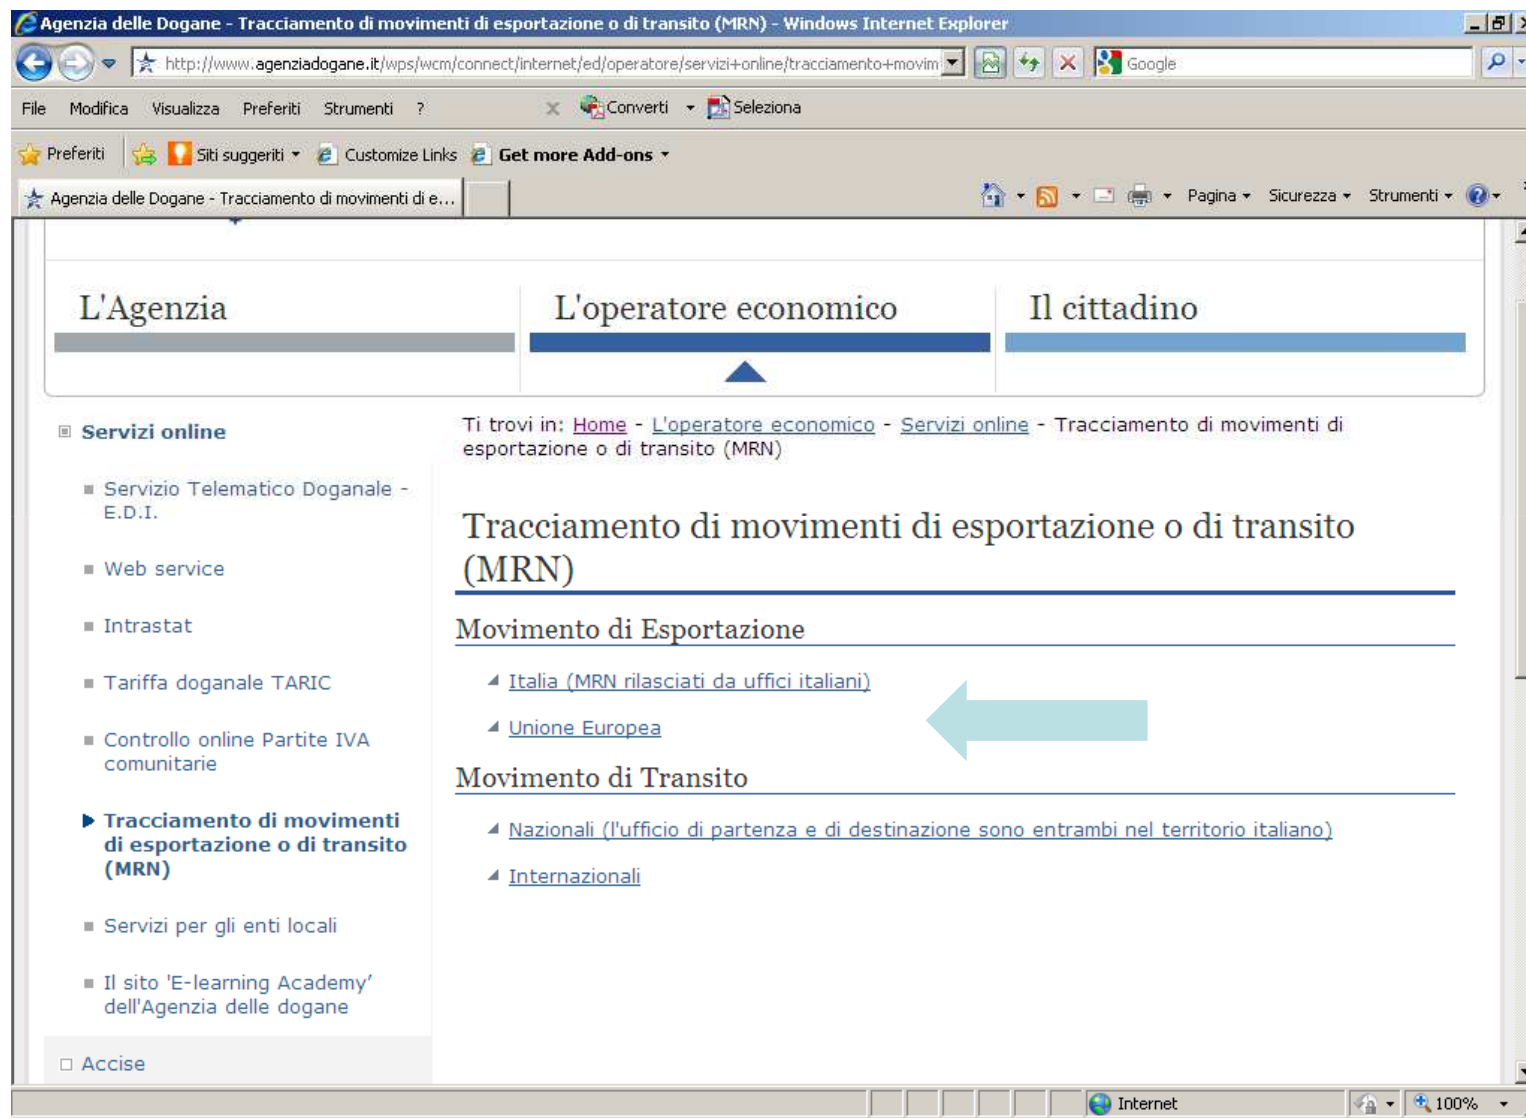 Agenzia delle Dogane - Tracciamento di movimenti di esportazione o di transito (MRN) - Windows Internet Explorer
http://www.agenziadogane.it/wps/wcm/connect/internet/ed/operatore/servizi+online/tracciamento+movim
Google
File Modifica Visualizza Preferiti Strumenti ?
Converti Seleziona
Preferiti Siti suggeriti Customize Links Get more Add-ons
Agenzia delle Dogane - Tracciamento di movimenti di e...
Pagina Sicurezza Strumenti
L'Agenzia
L'operatore economico
Il cittadino
Servizi online
Servizio Telematico Doganale -
E.D.I.
Web service
Intrastat
Tariffa doganale TARIC
Controllo online Partite IVA
comunitarie
Tracciamento di movimenti
di esportazione o di transito
(MRN)
Servizi per gli enti locali
Il sito 'E-learning Academy’
dell'Agenzia delle dogane
Accise
Ti trovi in: Home - L'operatore economico - Servizi online - Tracciamento di movimenti di
esportazione o di transito (MRN)
Tracciamento di movimenti di esportazione o di transito
(MRN)
Movimento di Esportazione
Italia (MRN rilasciati da uffici italiani)
Unione Europea
Movimento di Transito
Nazionali (l'ufficio di partenza e di destinazione sono entrambi nel territorio italiano)
Internazionali
Internet
100%